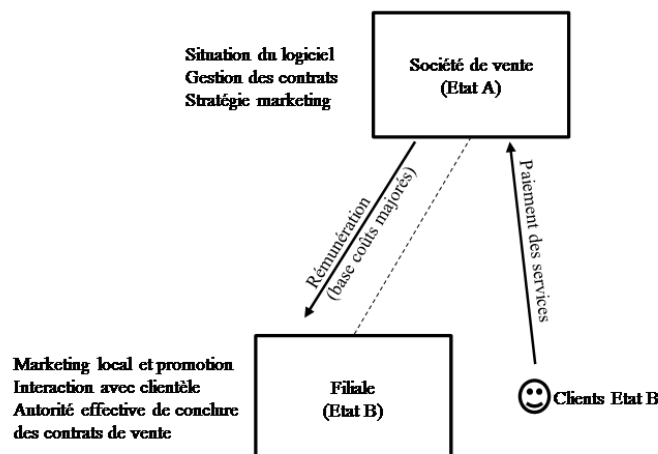 Situation du logiciel
Gestion des contrats
Stratégie marketing
Société de vente
(Etat A)
Rémunération
(base coûts majorés)
Paiement des services
Marketing local et promotion
Interaction avec clientèle
Autorité effective de conclure
des contrats de vente
Filiale
(Etat B)
Clients Etat B